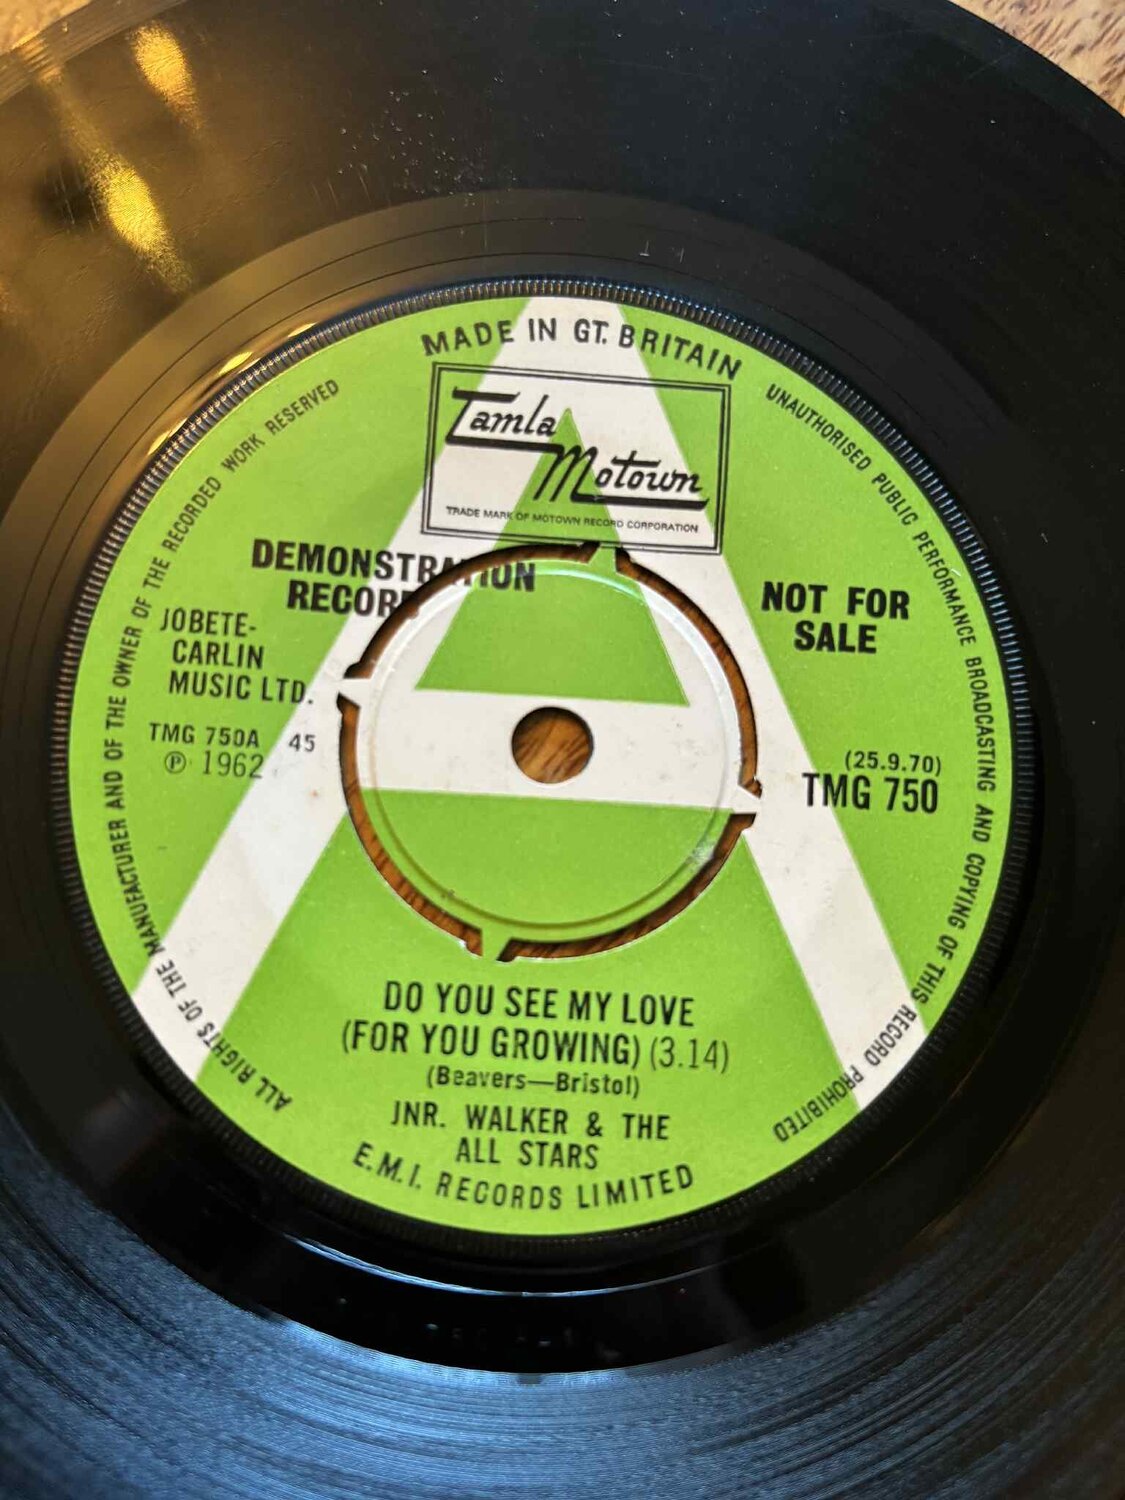 MADE IN GT. BRITAIN
Tamla
Motown
TRADE MARK OF MOTOWN RECORD CORPORATION
DEMONSTRATION
RECORD
NOT FOR
SALE
JOBETE-
CARLIN
MUSIC LTD.
TMG 750A 45
℗ 1962
(25.9.70)
TMG 750
DO YOU SEE MY LOVE
(FOR YOU GROWING) (3.14)
(Beavers—Bristol)
JNR. WALKER & THE
ALL STARS
E.M.I. RECORDS LIMITED
ALL RIGHTS OF THE MANUFACTURER AND OF THE OWNER OF THE RECORDED WORK RESERVED
UNAUTHORISED PUBLIC PERFORMANCE BROADCASTING AND COPYING OF THIS RECORD PROHIBITED